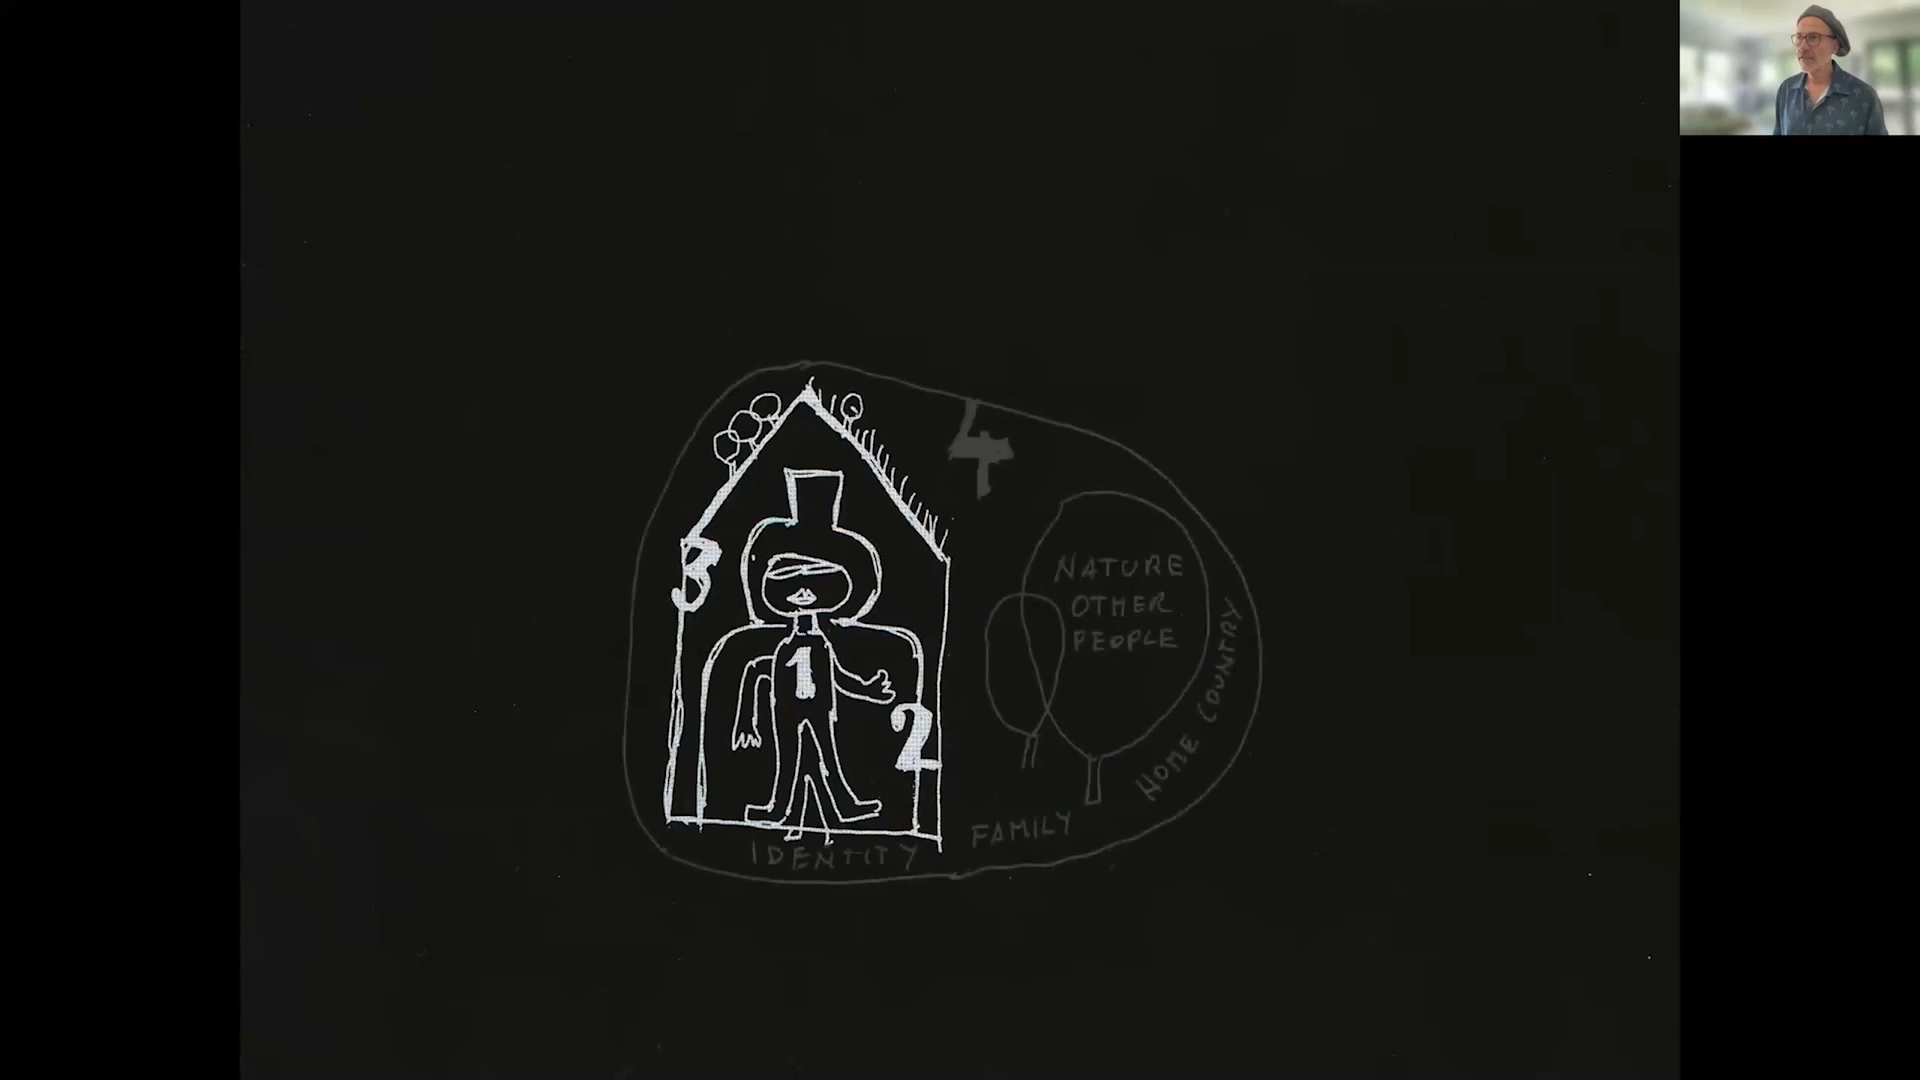 4
3
NATURE
OTHER
PEOPLE
1
2
HOME COUNTRY
FAMILY
IDENTITY